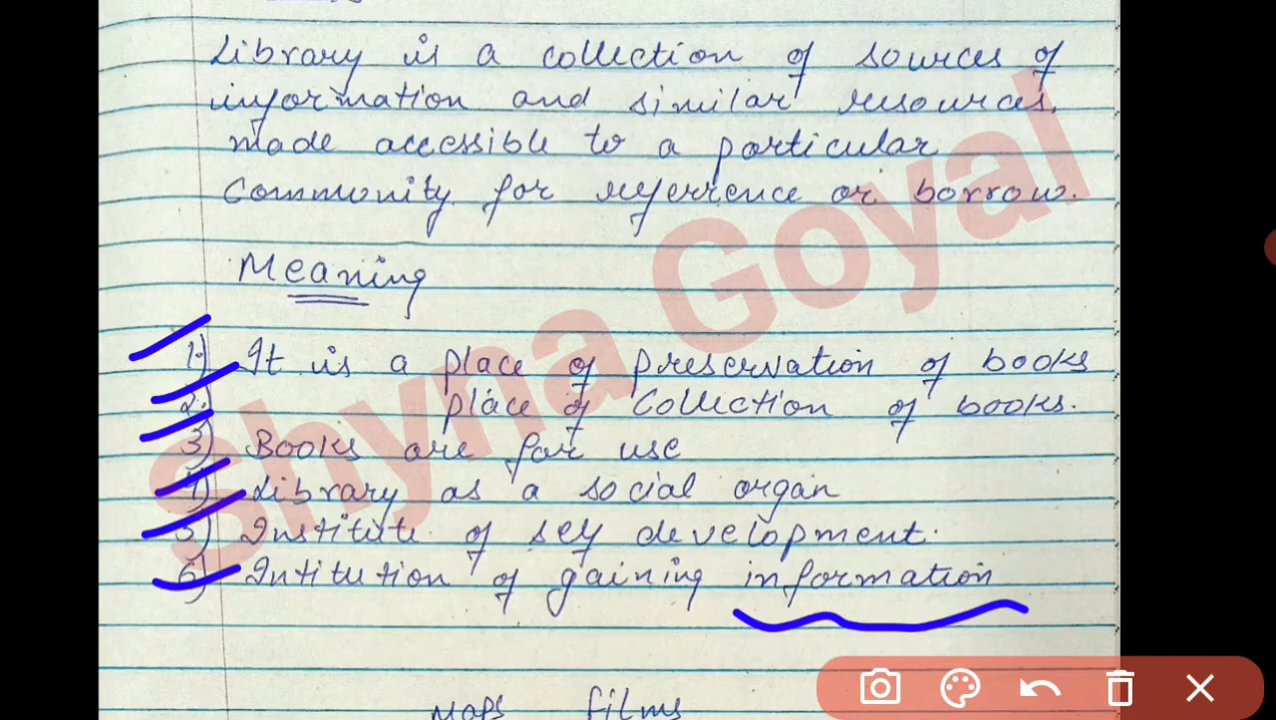 Library is a collection of sources of
information and similar resources.
made accessible to a particular
Community for referrence or borrow.
Meaning
1) It is a place of preservation of books
2) place of Collection of books.
3) Books are for use
4) Library as a social organ
5) Institute of self development.
6) Intitution of gaining information
Maps films
Shyna Goyal